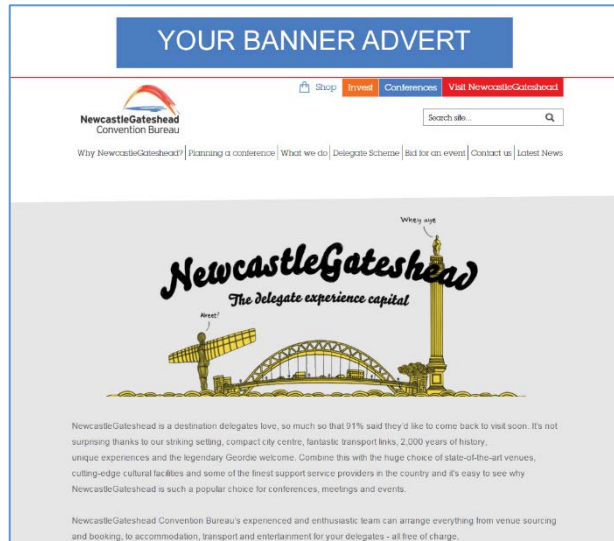 YOUR BANNER ADVERT
Shop Invest Conferences Visit NewcastleGateshead
NewcastleGateshead
Convention Bureau
Search site...
Why NewcastleGateshead? Planning a conference What we do Delegate Scheme Bid for an event Contact us Latest News
Whey aye
NewcastleGateshead
The delegate experience capital
NewcastleGateshead is a destination delegates love, so much so that 91% said they'd like to come back to visit soon. It's not
surprising thanks to our striking setting, compact city centre, fantastic transport links, 2,000 years of history,
unique experiences and the legendary Geordie welcome. Combine this with the huge choice of state-of-the-art venues,
cutting-edge cultural facilities and some of the finest support service providers in the country and it's easy to see why
NewcastleGateshead is such a popular choice for conferences, meetings and events.
NewcastleGateshead Convention Bureau's experienced and enthusiastic team can arrange everything from venue sourcing
and booking, to accommodation, transport and entertainment for your delegates - all free of charge.